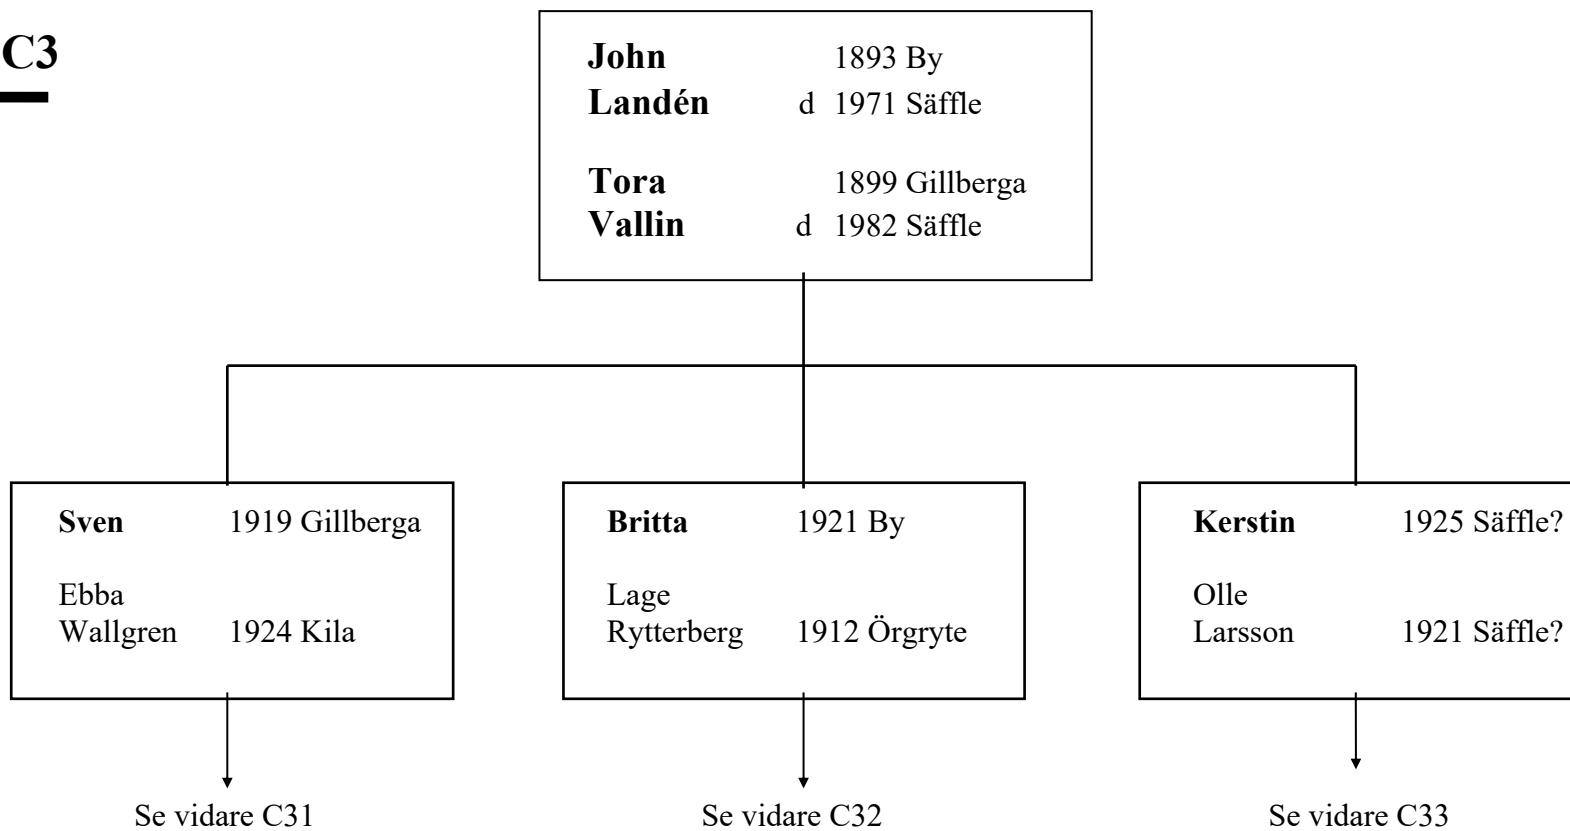 C3
John 1893 By
Landén d 1971 Säffle
Tora 1899 Gillberga
Vallin d 1982 Säffle
Sven 1919 Gillberga
Ebba
Wallgren 1924 Kila
Britta 1921 By
Lage
Rytterberg 1912 Örgryte
Kerstin 1925 Säffle?
Olle
Larsson 1921 Säffle?
Se vidare C31
Se vidare C32
Se vidare C33